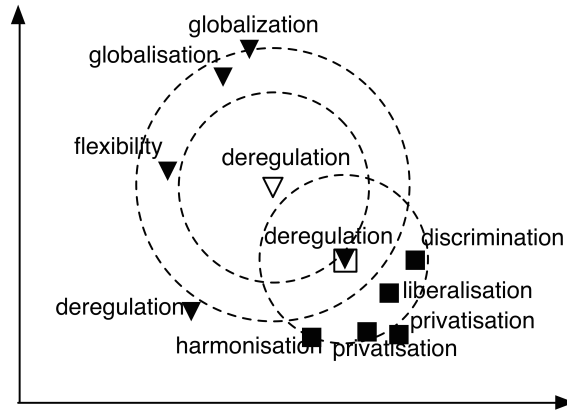 globalization
globalisation
flexibility
deregulation
deregulation
discrimination
liberalisation
deregulation
privatisation
harmonisation
privatisation